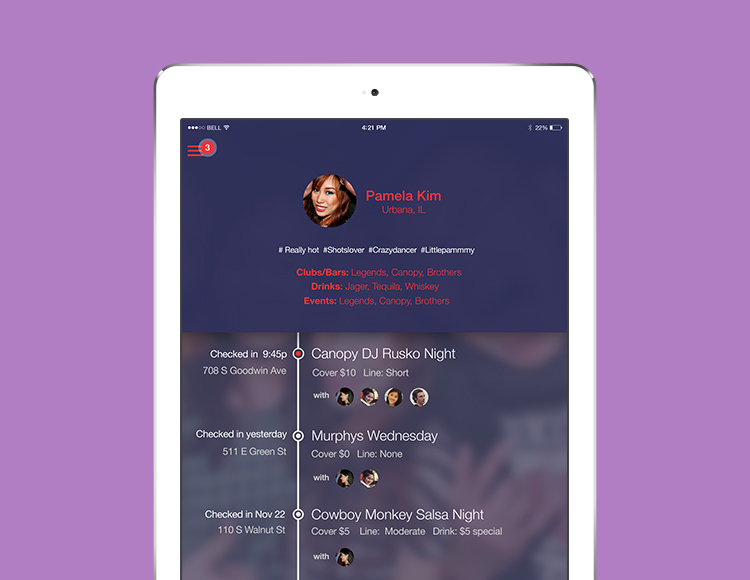 BELL 4:21 PM 22%
3
Pamela Kim
Urbana, IL
# Really hot #Shotslover #Crazydancer #Littlepammmy
Clubs/Bars: Legends, Canopy, Brothers
Drinks: Jager, Tequila, Whiskey
Events: Legends, Canopy, Brothers
Checked in 9:45p
708 S Goodwin Ave
Canopy DJ Rusko Night
Cover $10 Line: Short
with
Checked in yesterday
511 E Green St
Murphys Wednesday
Cover $0 Line: None
with
Checked in Nov 22
110 S Walnut St
Cowboy Monkey Salsa Night
Cover $5 Line: Moderate Drink: $5 special
with